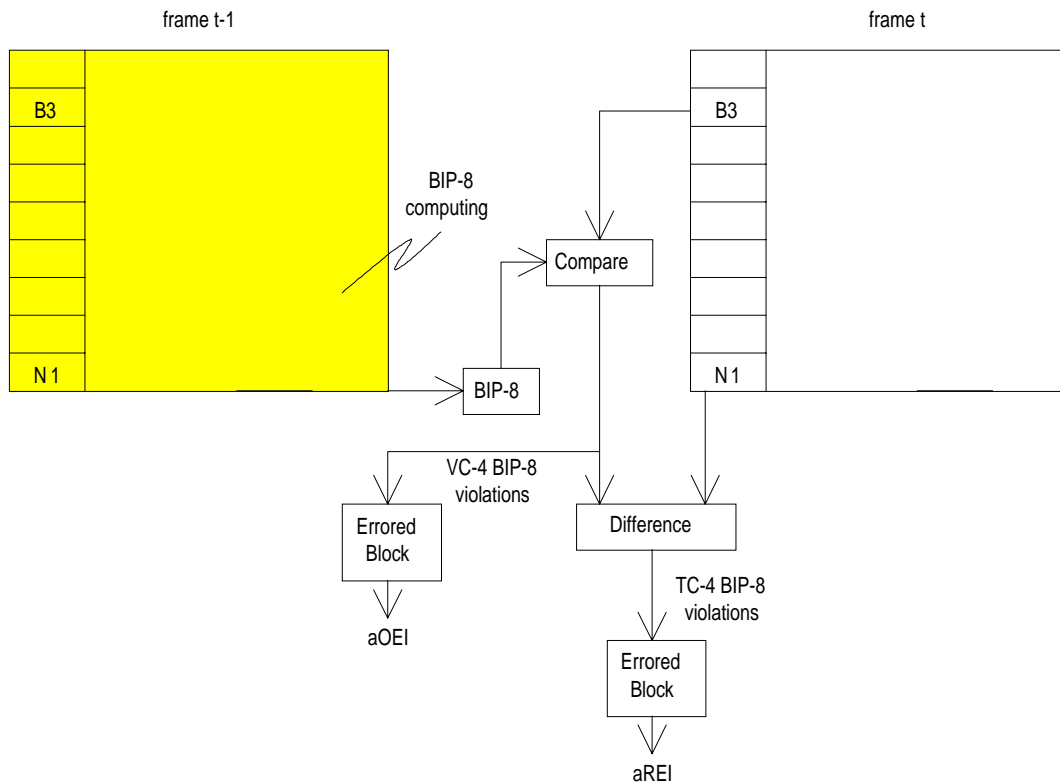 frame t-1
frame t
B3
B3
BIP-8
computing
Compare
N1
BIP-8
N1
VC-4 BIP-8
violations
Errored
Block
Difference
TC-4 BIP-8
violations
aOEI
Errored
Block
aREI